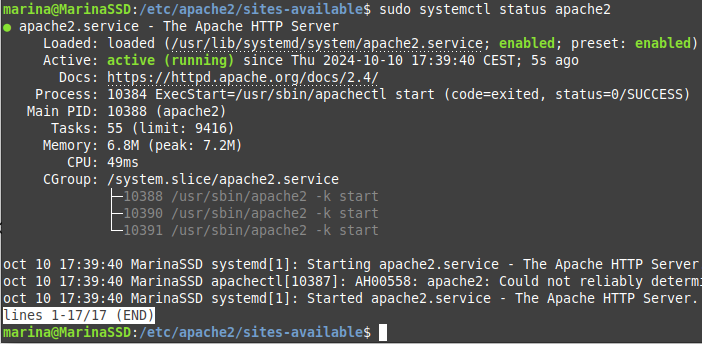 marina@MarinaSSD:/etc/apache2/sites-available$ sudo systemctl status apache2
● apache2.service - The Apache HTTP Server
     Loaded: loaded (/usr/lib/systemd/system/apache2.service; enabled; preset: enabled)
     Active: active (running) since Thu 2024-10-10 17:39:40 CEST; 5s ago
       Docs: https://httpd.apache.org/docs/2.4/
    Process: 10384 ExecStart=/usr/sbin/apachectl start (code=exited, status=0/SUCCESS)
   Main PID: 10388 (apache2)
      Tasks: 55 (limit: 9416)
     Memory: 6.8M (peak: 7.2M)
        CPU: 49ms
     CGroup: /system.slice/apache2.service
             ├─10388 /usr/sbin/apache2 -k start
             ├─10390 /usr/sbin/apache2 -k start
             └─10391 /usr/sbin/apache2 -k start
oct 10 17:39:40 MarinaSSD systemd[1]: Starting apache2.service - The Apache HTTP Server
oct 10 17:39:40 MarinaSSD apachectl[10387]: AH00558: apache2: Could not reliably determi
oct 10 17:39:40 MarinaSSD systemd[1]: Started apache2.service - The Apache HTTP Server.
lines 1-17/17 (END)
marina@MarinaSSD:/etc/apache2/sites-available$